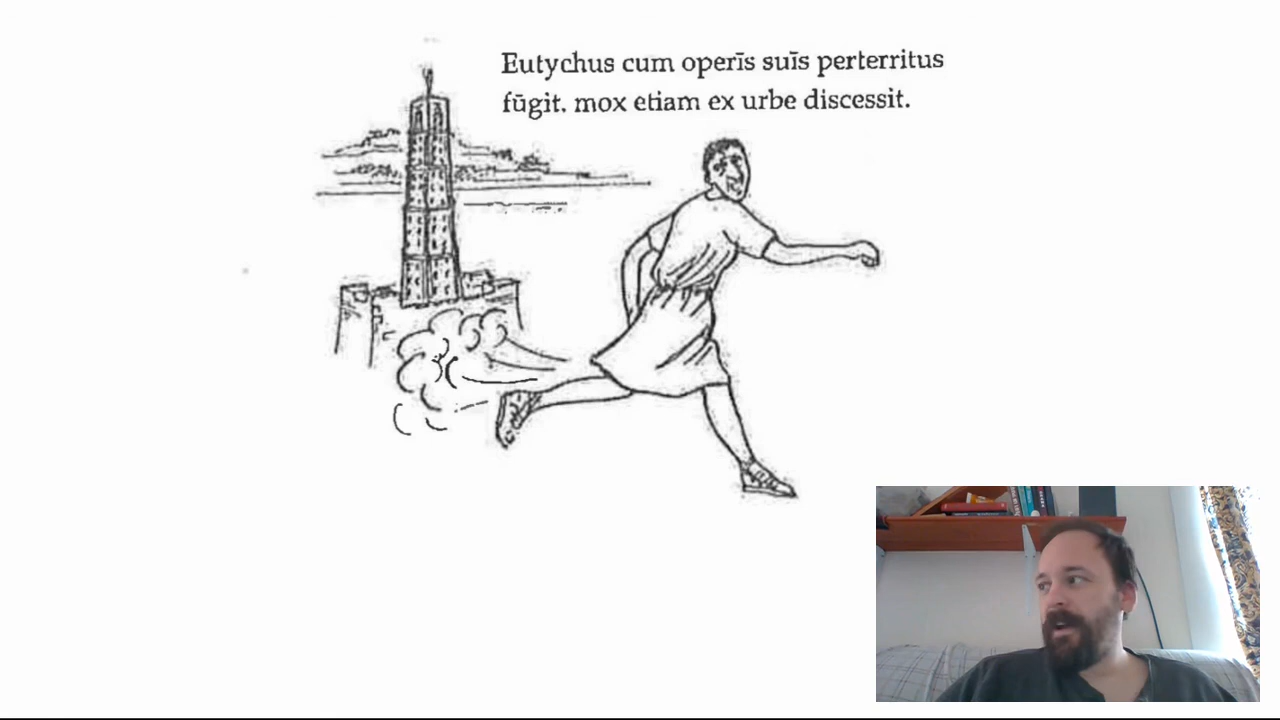 Eutychus cum operīs suīs perterritus
fūgit. mox etiam ex urbe discessit.